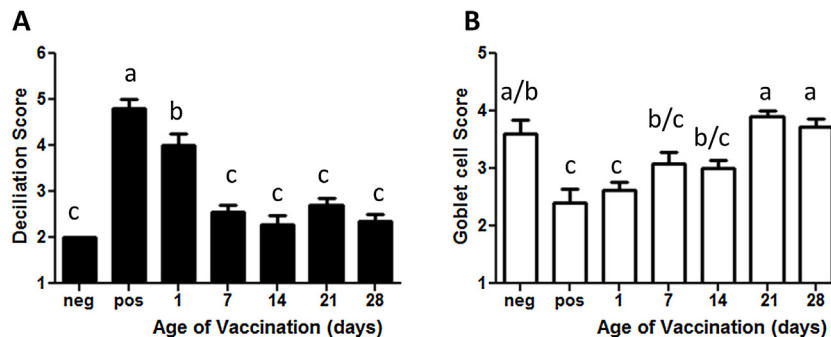 A
Deciliation Score
6
5
4
3
2
1
c
a
b
c
c
c
c
neg pos 1 7 14 21 28
Age of Vaccination (days)
B
Goblet cell Score
5
4
3
2
1
a/b
c
c
b/c
b/c
a
a
neg pos 1 7 14 21 28
Age of Vaccination (days)